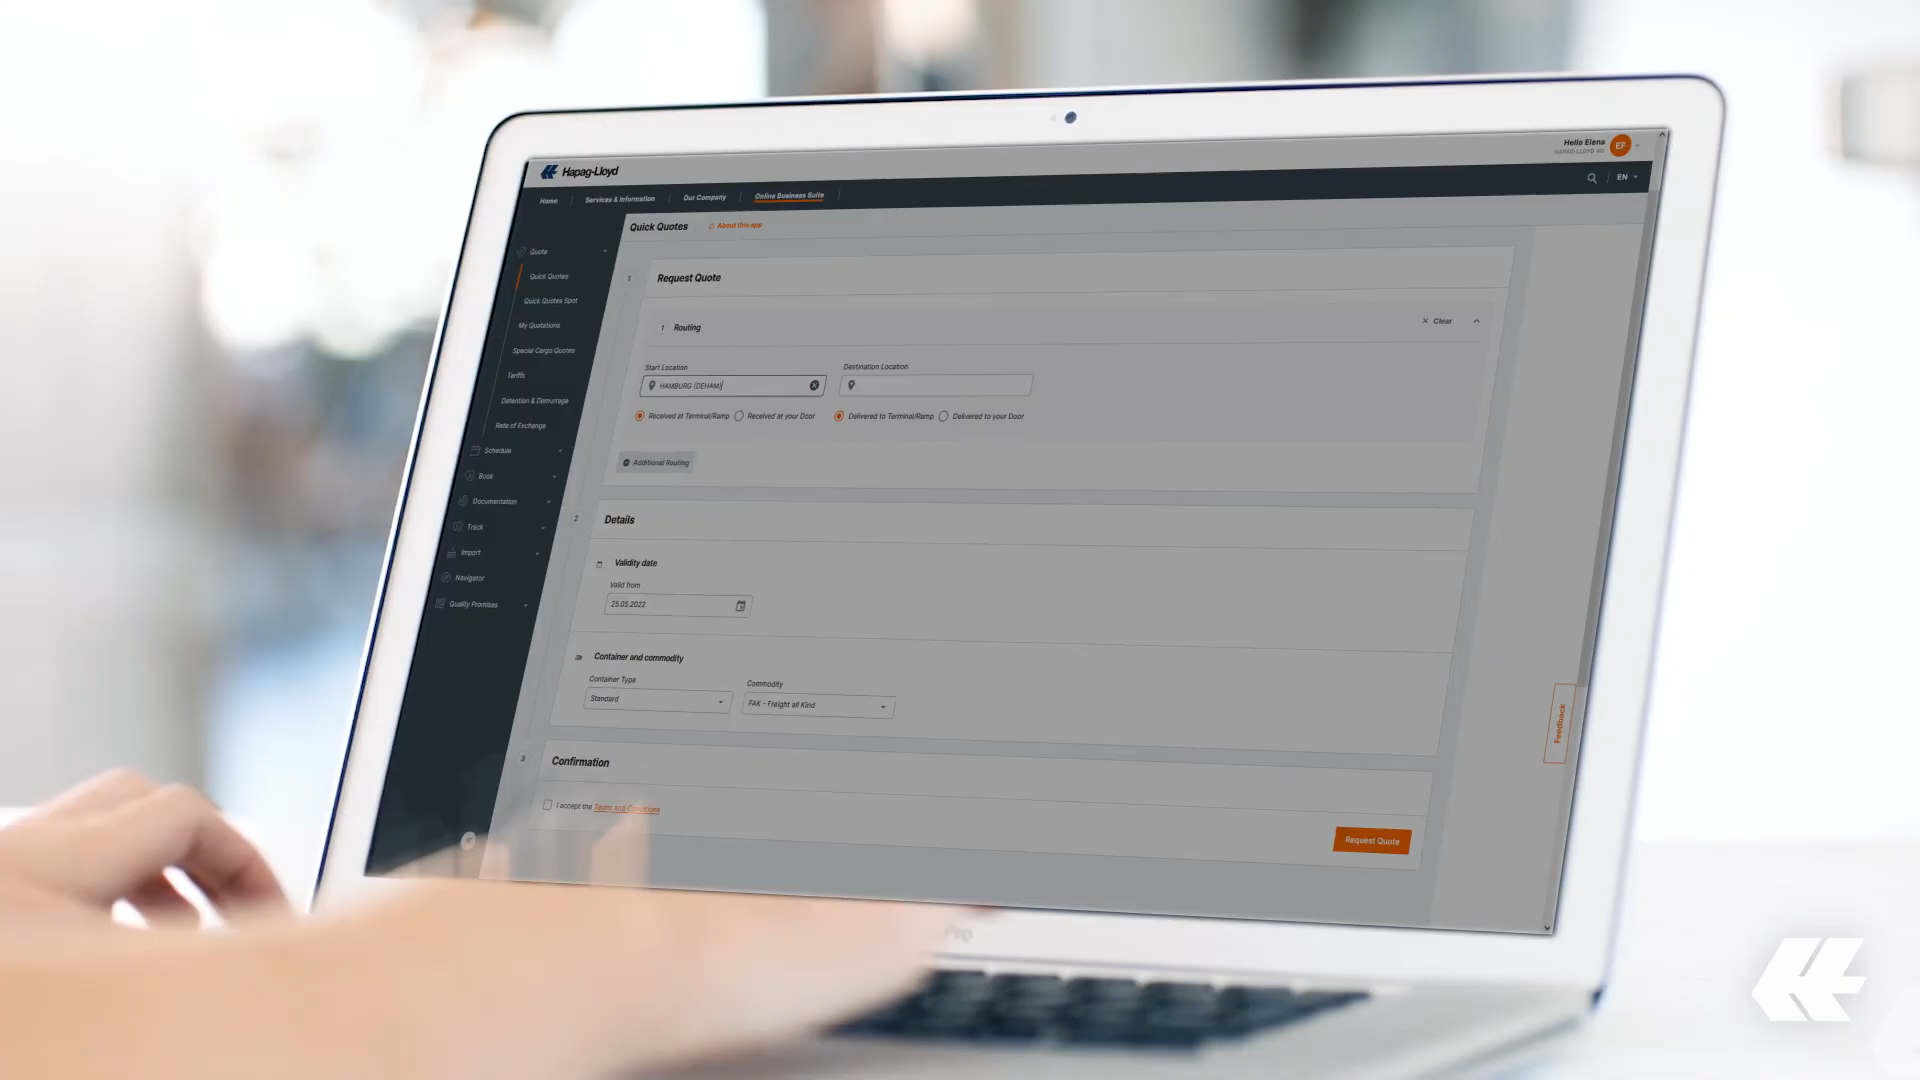 Hello Elena
HAPAG-LLOYD AG
EF
Hapag-Lloyd
Home
Services & Information
Our Company
Online Business Suite
EN
Quick Quotes
About this app
Quote
Quick Quotes
Quick Quotes Spot
My Quotations
Special Cargo Quotes
Tariffs
Detention & Demurrage
Rate of Exchange
Schedule
Book
Documentation
Track
Import
Navigator
Quality Promises
1
Request Quote
1 Routing
Clear
Start Location
Destination Location
HAMBURG (DEHAM)
Received at Terminal/Ramp
Received at your Door
Delivered to Terminal/Ramp
Delivered to your Door
Additional Routing
2
Details
Validity date
Valid from
25.05.2022
Container and commodity
Container Type
Commodity
Standard
FAK - Freight all Kind
3
Confirmation
I accept the Terms and Conditions
Request Quote
Feedback
Pro